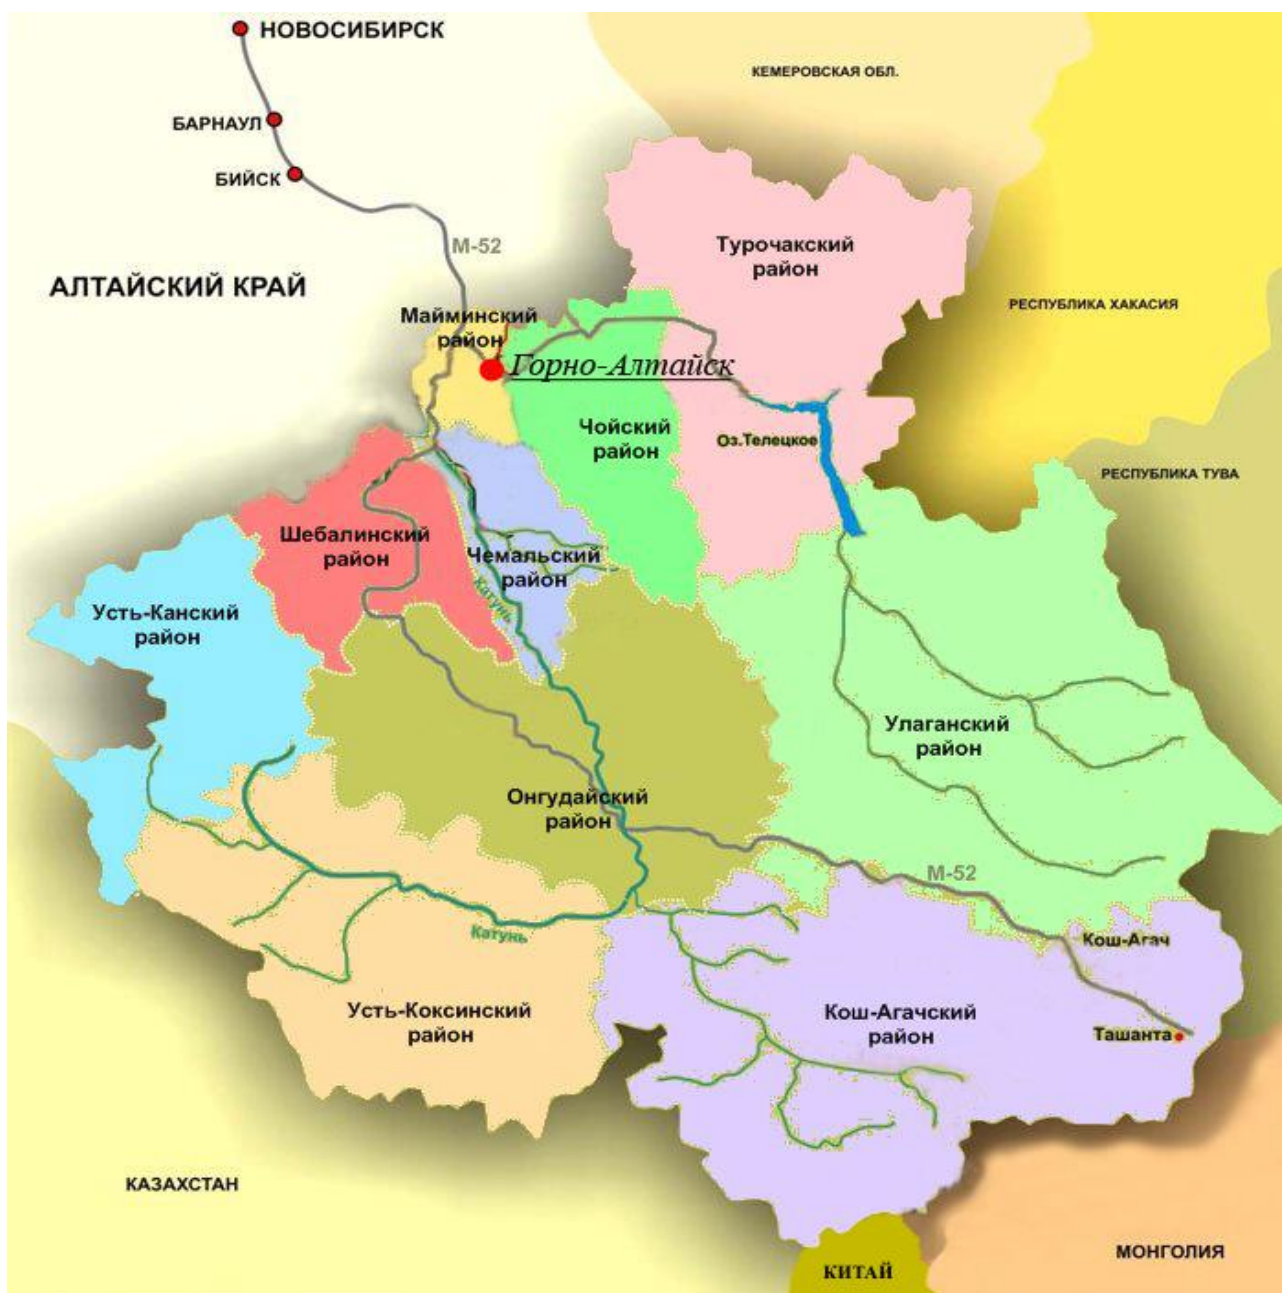 НОВОСИБИРСК
КЕМЕРОВСКАЯ ОБЛ.
БАРНАУЛ
БИЙСК
М-52
Турочакский
район
АЛТАЙСКИЙ КРАЙ
РЕСПУБЛИКА ХАКАСИЯ
Майминский
район
Горно-Алтайск
Чойский
район
Оз.Телецкое
РЕСПУБЛИКА ТУВА
Шебалинский
район
Чемальский
район
Катунь
Усть-Канский
район
Улаганский
район
Онгудайский
район
М-52
Катунь
Кош-Агач
Усть-Коксинский
район
Кош-Агачский
район
Ташанта
КАЗАХСТАН
МОНГОЛИЯ
КИТАЙ